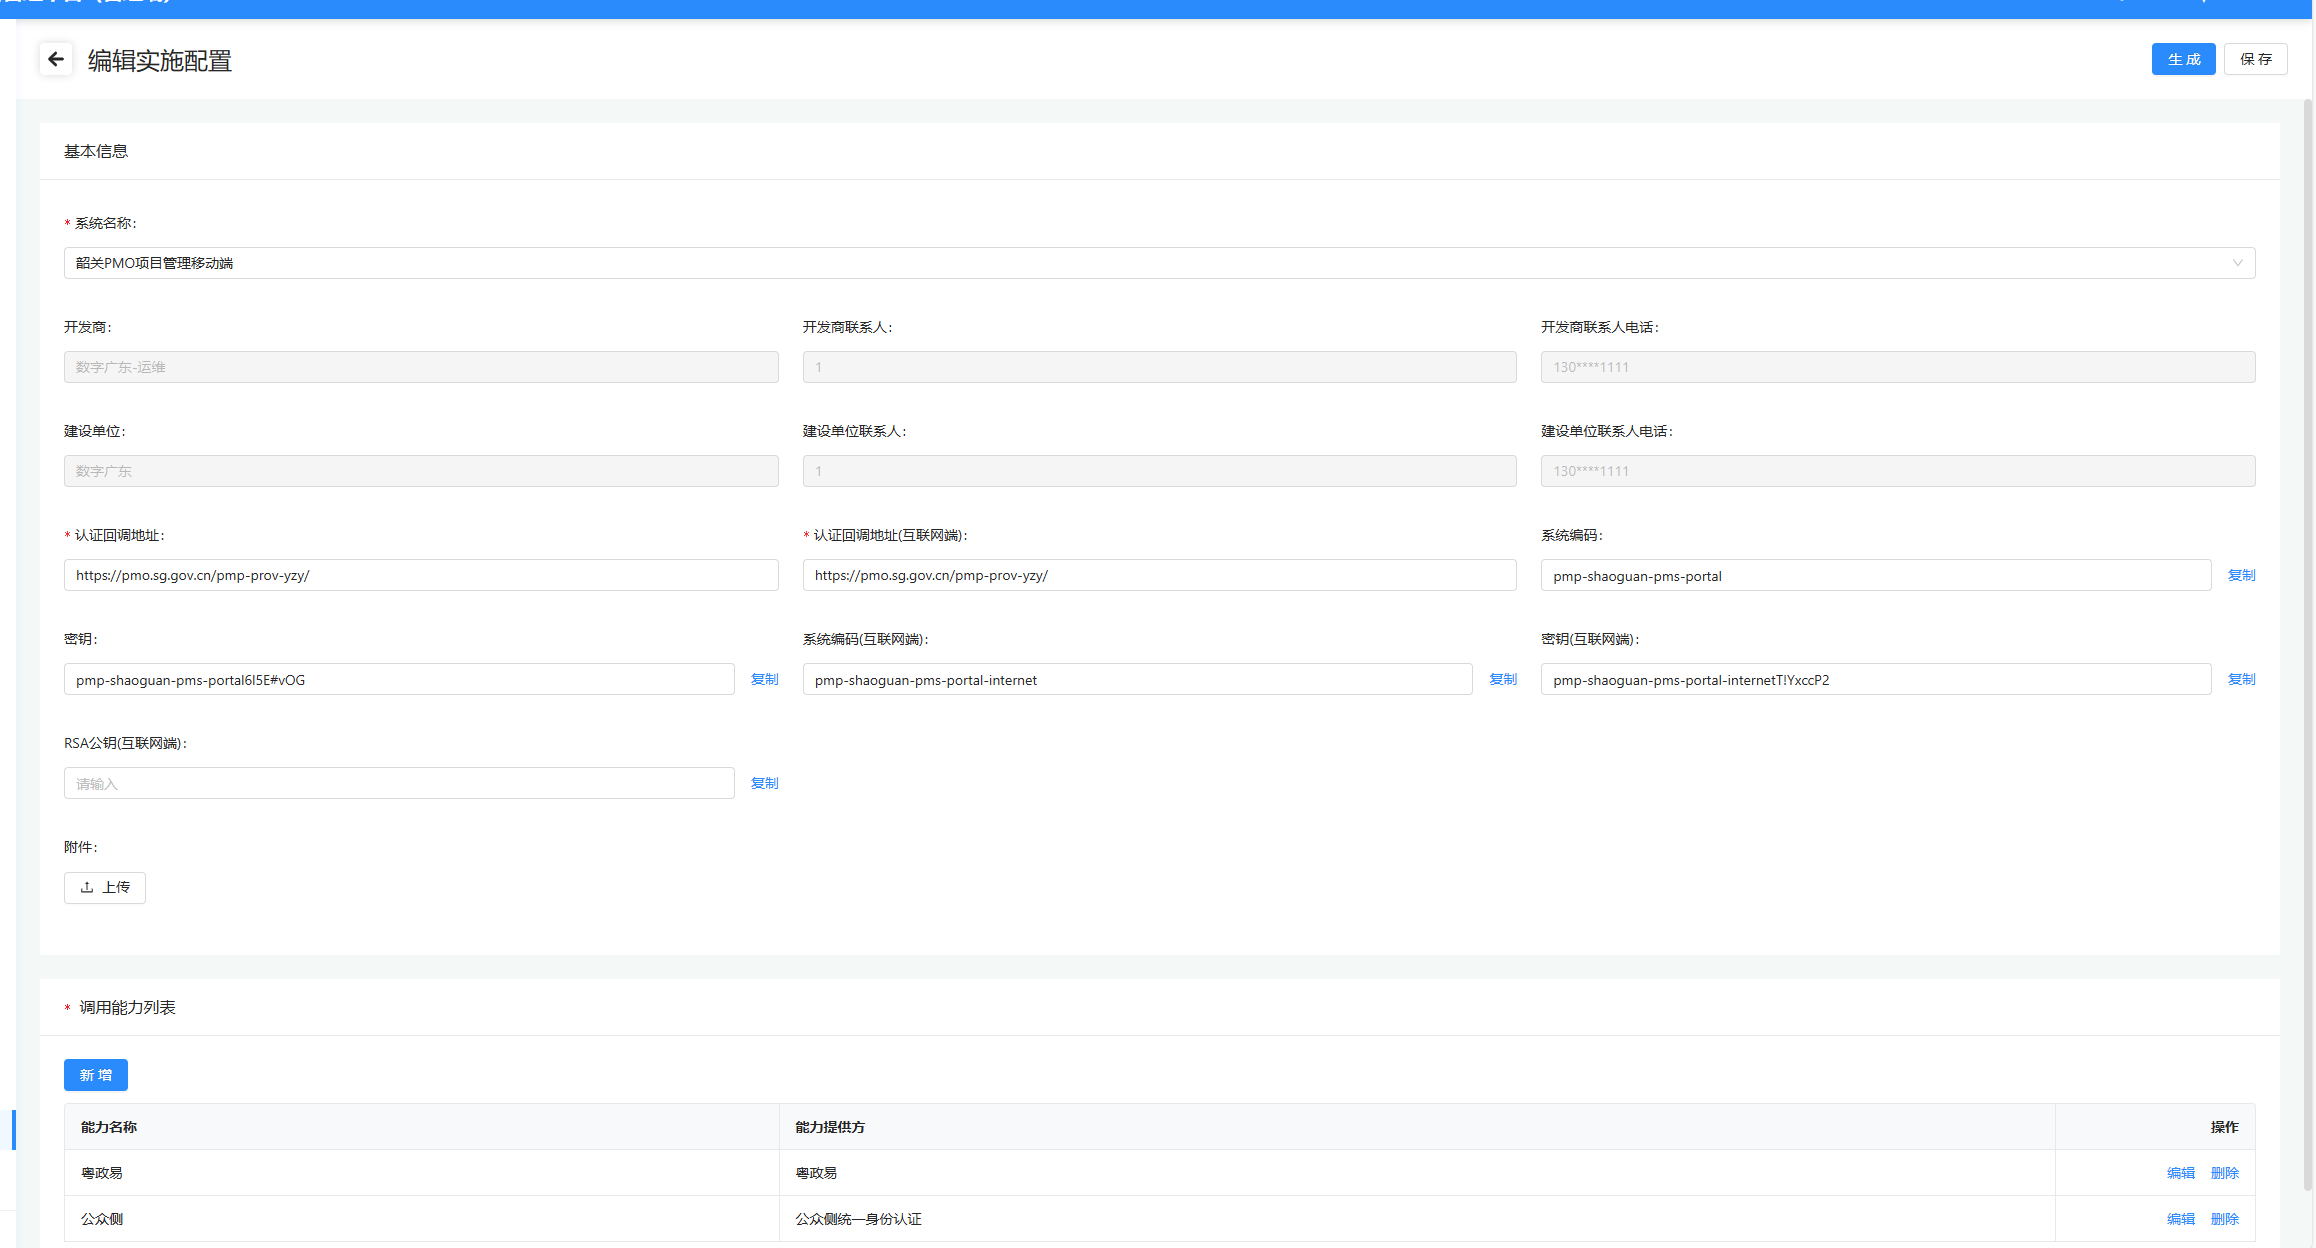 编辑实施配置
生成 保存
基本信息
* 系统名称:
韶关PMO项目管理移动端
开发商: 开发商联系人: 开发商联系人电话:
数字广东-运维 1 130****1111
建设单位: 建设单位联系人: 建设单位联系人电话:
数字广东 1 130****1111
* 认证回调地址: * 认证回调地址(互联网端): 系统编码:
https://pmo.sg.gov.cn/pmp-prov-yzy/ https://pmo.sg.gov.cn/pmp-prov-yzy/ pmp-shaoguan-pms-portal 复制
密钥: 系统编码(互联网端): 密钥(互联网端):
pmp-shaoguan-pms-portal6I5E#vOG 复制 pmp-shaoguan-pms-portal-internet 复制 pmp-shaoguan-pms-portal-internetT!YxccP2 复制
RSA公钥(互联网端):
请输入 复制
附件:
上传
* 调用能力列表
新增
能力名称 能力提供方 操作
粤政易 粤政易 编辑 删除
公众侧 公众侧统一身份认证 编辑 删除